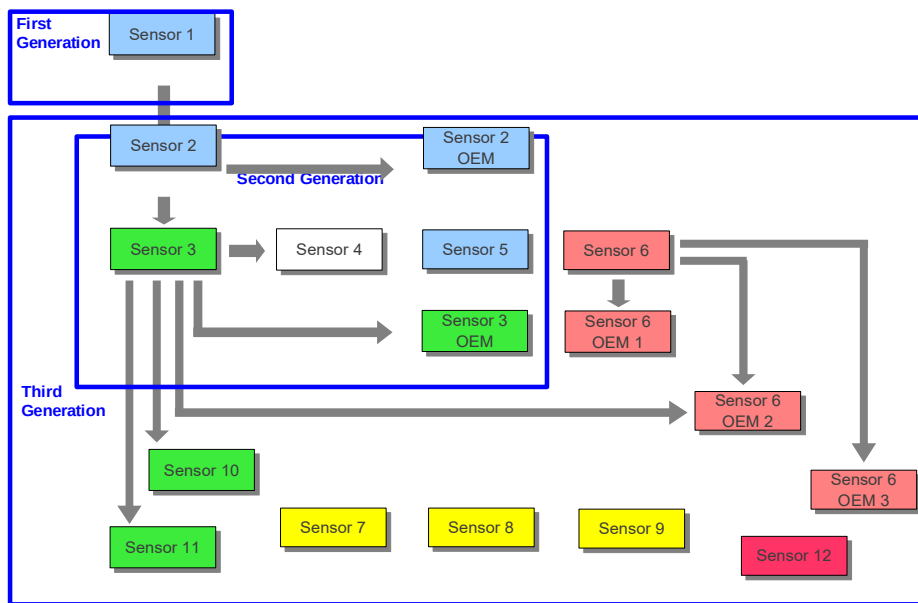 First
Generation
Sensor 1
Sensor 2
Sensor 2
OEM
Second Generation
Sensor 3
Sensor 4
Sensor 5
Sensor 6
Sensor 3
OEM
Sensor 6
OEM 1
Third
Generation
Sensor 6
OEM 2
Sensor 10
Sensor 6
OEM 3
Sensor 7
Sensor 8
Sensor 9
Sensor 11
Sensor 12